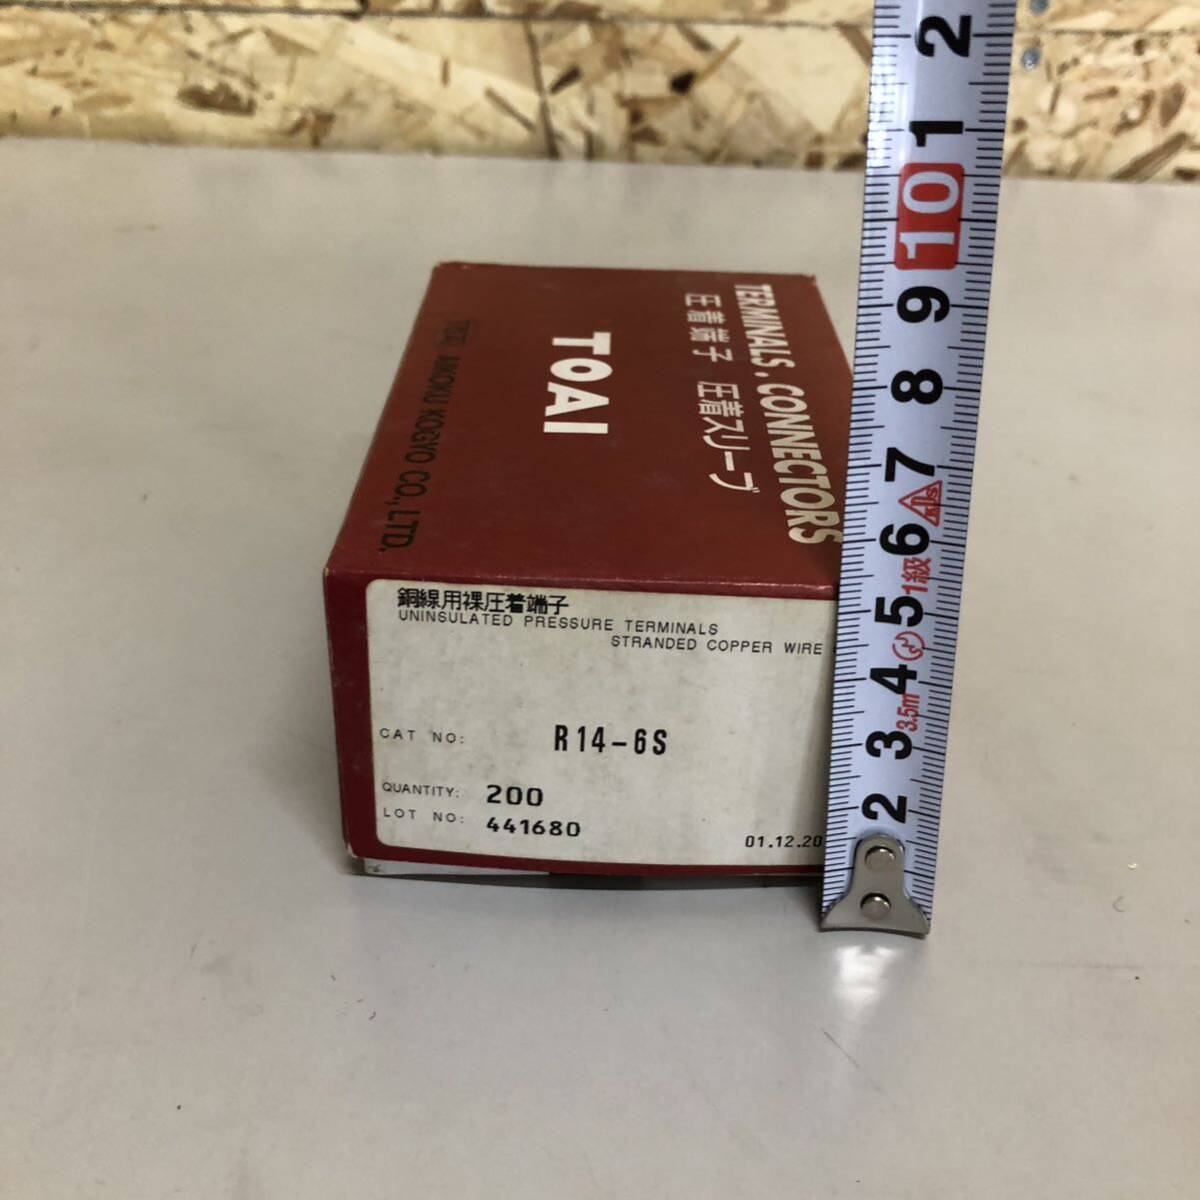 TERMINALS. CONNECTORS
圧着端子 圧着スリーブ
TOAI
AIKOKU KOGYO CO., LTD.
銅線用裸圧着端子
UNINSULATED PRESSURE TERMINALS
STRANDED COPPER WIRE
CAT NO: R14-6S
QUANTITY: 200
LOT NO: 441680
01.12.20
2
1
10
9
8
7
6
1級
5
4
3.5m
3
2